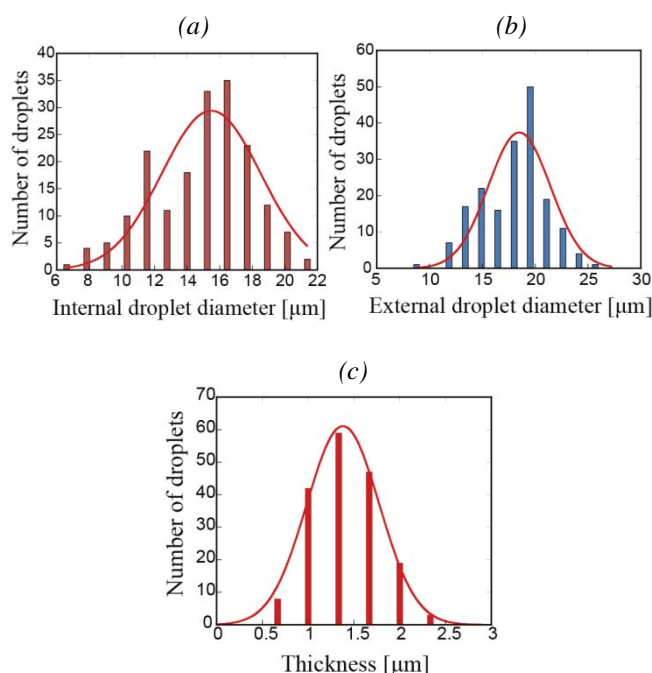 (a)
40
35
30
25
20
15
10
5
0
6 8 10 12 14 16 18 20 22
Number of droplets
Internal droplet diameter [μm]
(b)
60
50
40
30
20
10
0
5 10 15 20 25 30
Number of droplets
External droplet diameter [μm]
(c)
70
60
50
40
30
20
10
0
0 0.5 1 1.5 2 2.5 3
Number of droplets
Thickness [μm]